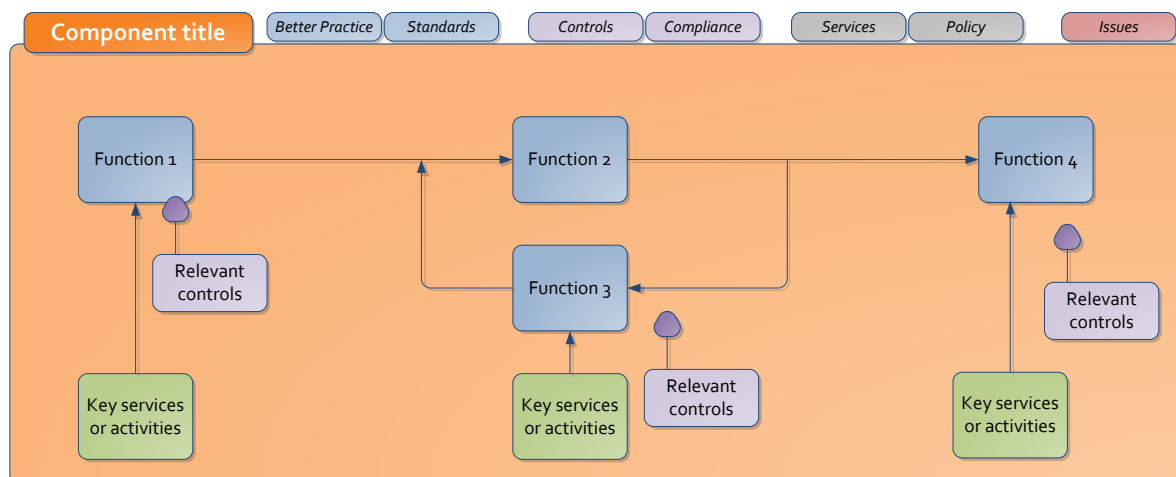 Component title
Better Practice
Standards
Controls
Compliance
Services
Policy
Issues
Function 1
Function 2
Function 4
Relevant
controls
Function 3
Relevant
controls
Relevant
controls
Key services
or activities
Key services
or activities
Key services
or activities